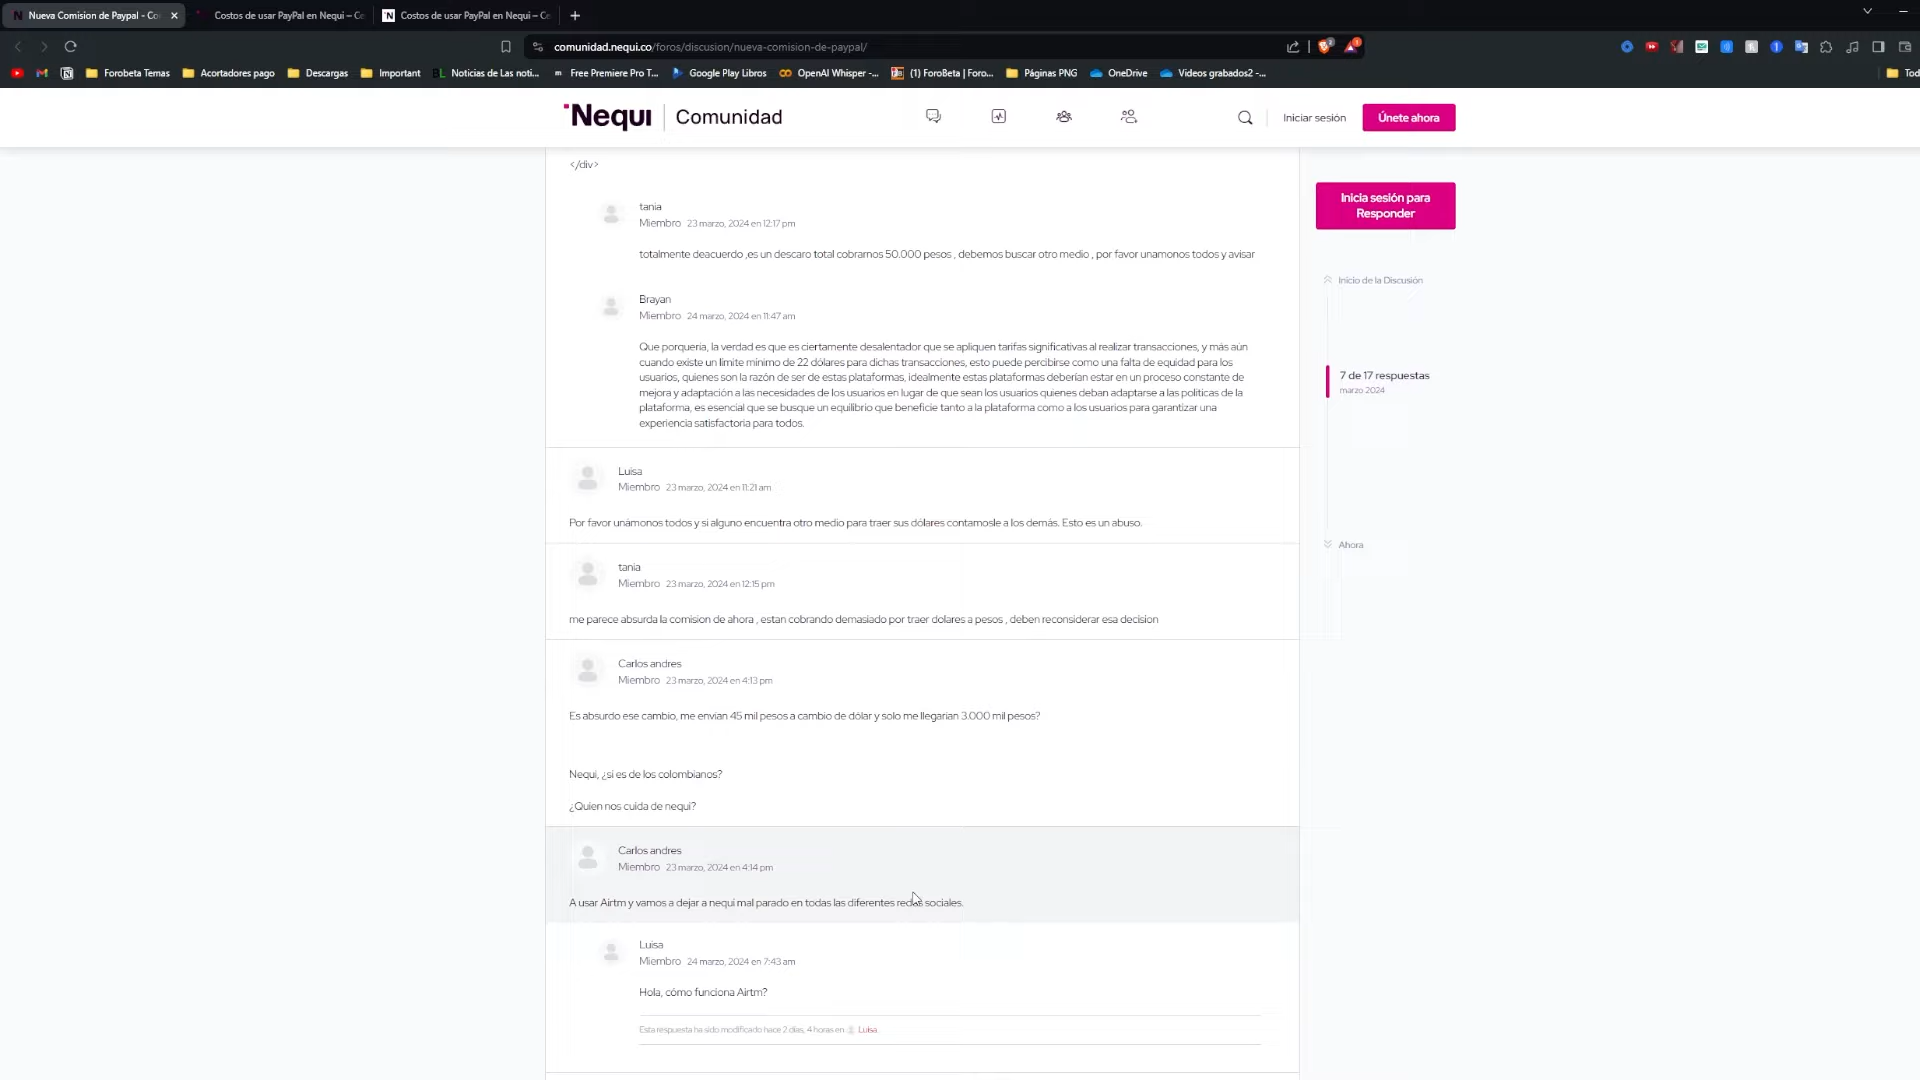 Nueva Comision de Paypal - Co
Costos de usar PayPal en Nequi – Ce
Costos de usar PayPal en Nequi – Ce
comunidad.nequi.co/foros/discusion/nueva-comision-de-paypal/
Forobeta Temas
Acortadores pago
Descargas
Important
Noticias de Las noti...
Free Premiere Pro T...
Google Play Libros
OpenAI Whisper -...
(1) ForoBeta | Foro...
Páginas PNG
OneDrive
Videos grabados2 -...
Tod
Nequi
Comunidad
Iniciar sesión
Únete ahora
</div>
tania
Miembro 23 marzo, 2024 en 12:17 pm
totalmente deacuerdo ,es un descaro total cobrarnos 50.000 pesos , debemos buscar otro medio , por favor unamonos todos y avisar
Brayan
Miembro 24 marzo, 2024 en 11:47 am
Que porquería, la verdad es que es ciertamente desalentador que se apliquen tarifas significativas al realizar transacciones, y más aún
cuando existe un límite mínimo de 22 dólares para dichas transacciones, esto puede percibirse como una falta de equidad para los
usuarios, quienes son la razón de ser de estas plataformas, idealmente estas plataformas deberían estar en un proceso constante de
mejora y adaptación a las necesidades de los usuarios en lugar de que sean los usuarios quienes deban adaptarse a las políticas de la
plataforma, es esencial que se busque un equilibrio que beneficie tanto a la plataforma como a los usuarios para garantizar una
experiencia satisfactoria para todos.
Luisa
Miembro 23 marzo, 2024 en 11:21 am
Por favor unámonos todos y si alguno encuentra otro medio para traer sus dólares contamosle a los demás. Esto es un abuso.
tania
Miembro 23 marzo, 2024 en 12:15 pm
me parece absurda la comision de ahora , estan cobrando demasiado por traer dolares a pesos , deben reconsiderar esa decision
Carlos andres
Miembro 23 marzo, 2024 en 4:13 pm
Es absurdo ese cambio, me envían 45 mil pesos a cambio de dólar y solo me llegarían 3.000 mil pesos?
Nequi, ¿sí es de los colombianos?
¿Quien nos cuida de nequi?
Carlos andres
Miembro 23 marzo, 2024 en 4:14 pm
A usar Airtm y vamos a dejar a nequi mal parado en todas las diferentes redes sociales.
Luisa
Miembro 24 marzo, 2024 en 7:43 am
Hola, cómo funciona Airtm?
Esta respuesta ha sido modificado hace 2 días, 4 horas en Luisa.
Inicia sesión para
Responder
Inicio de la Discusión
7 de 17 respuestas
marzo 2024
Ahora